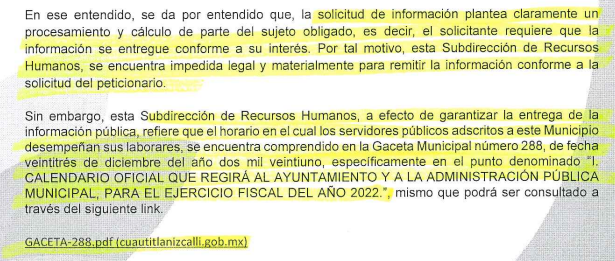 En ese entendido, se da por entendido que, la solicitud de información plantea claramente un
procesamiento y cálculo de parte del sujeto obligado, es decir, el solicitante requiere que la
información se entregue conforme a su interés. Por tal motivo, esta Subdirección de Recursos
Humanos, se encuentra impedida legal y materialmente para remitir la información conforme a la
solicitud del peticionario.
Sin embargo, esta Subdirección de Recursos Humanos, a efecto de garantizar la entrega de la
información pública, refiere que el horario en el cual los servidores públicos adscritos a este Municipio
desempeñan sus laborares, se encuentra comprendido en la Gaceta Municipal número 288, de fecha
veintitrés de diciembre del año dos mil veintiuno, específicamente en el punto denominado "I.
CALENDARIO OFICIAL QUE REGIRÁ AL AYUNTAMIENTO Y A LA ADMINISTRACIÓN PÚBLICA
MUNICIPAL, PARA EL EJERCICIO FISCAL DEL AÑO 2022.", mismo que podrá ser consultado a
través del siguiente link.
GACETA-288.pdf (cuautitlanizcalli.gob.mx)